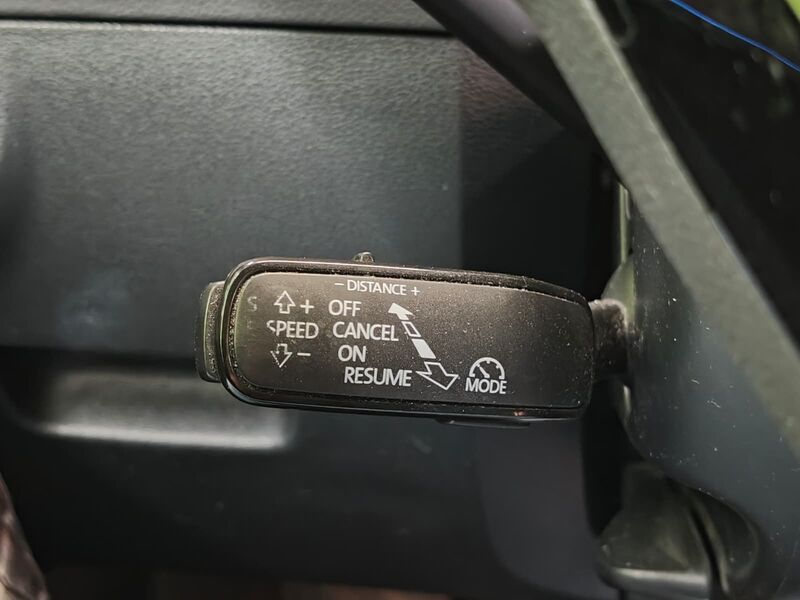 - DISTANCE +
S + OFF
SPEED CANCEL
- ON
RESUME
MODE